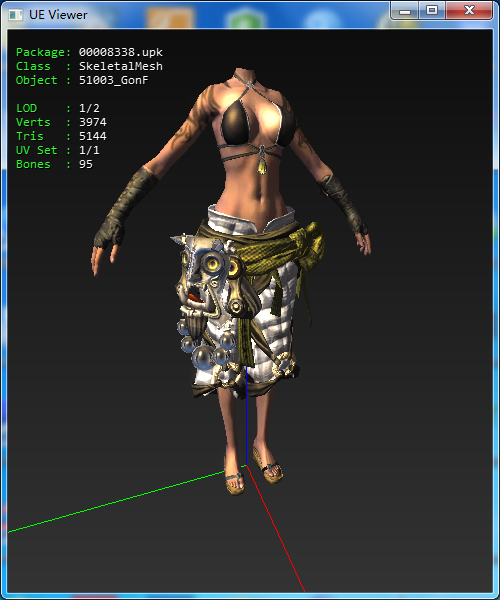 UE Viewer
Package: 00008338.upk
Class : SkeletalMesh
Object : 51003_GonF
LOD : 1/2
Verts : 3974
Tris : 5144
UV Set : 1/1
Bones : 95